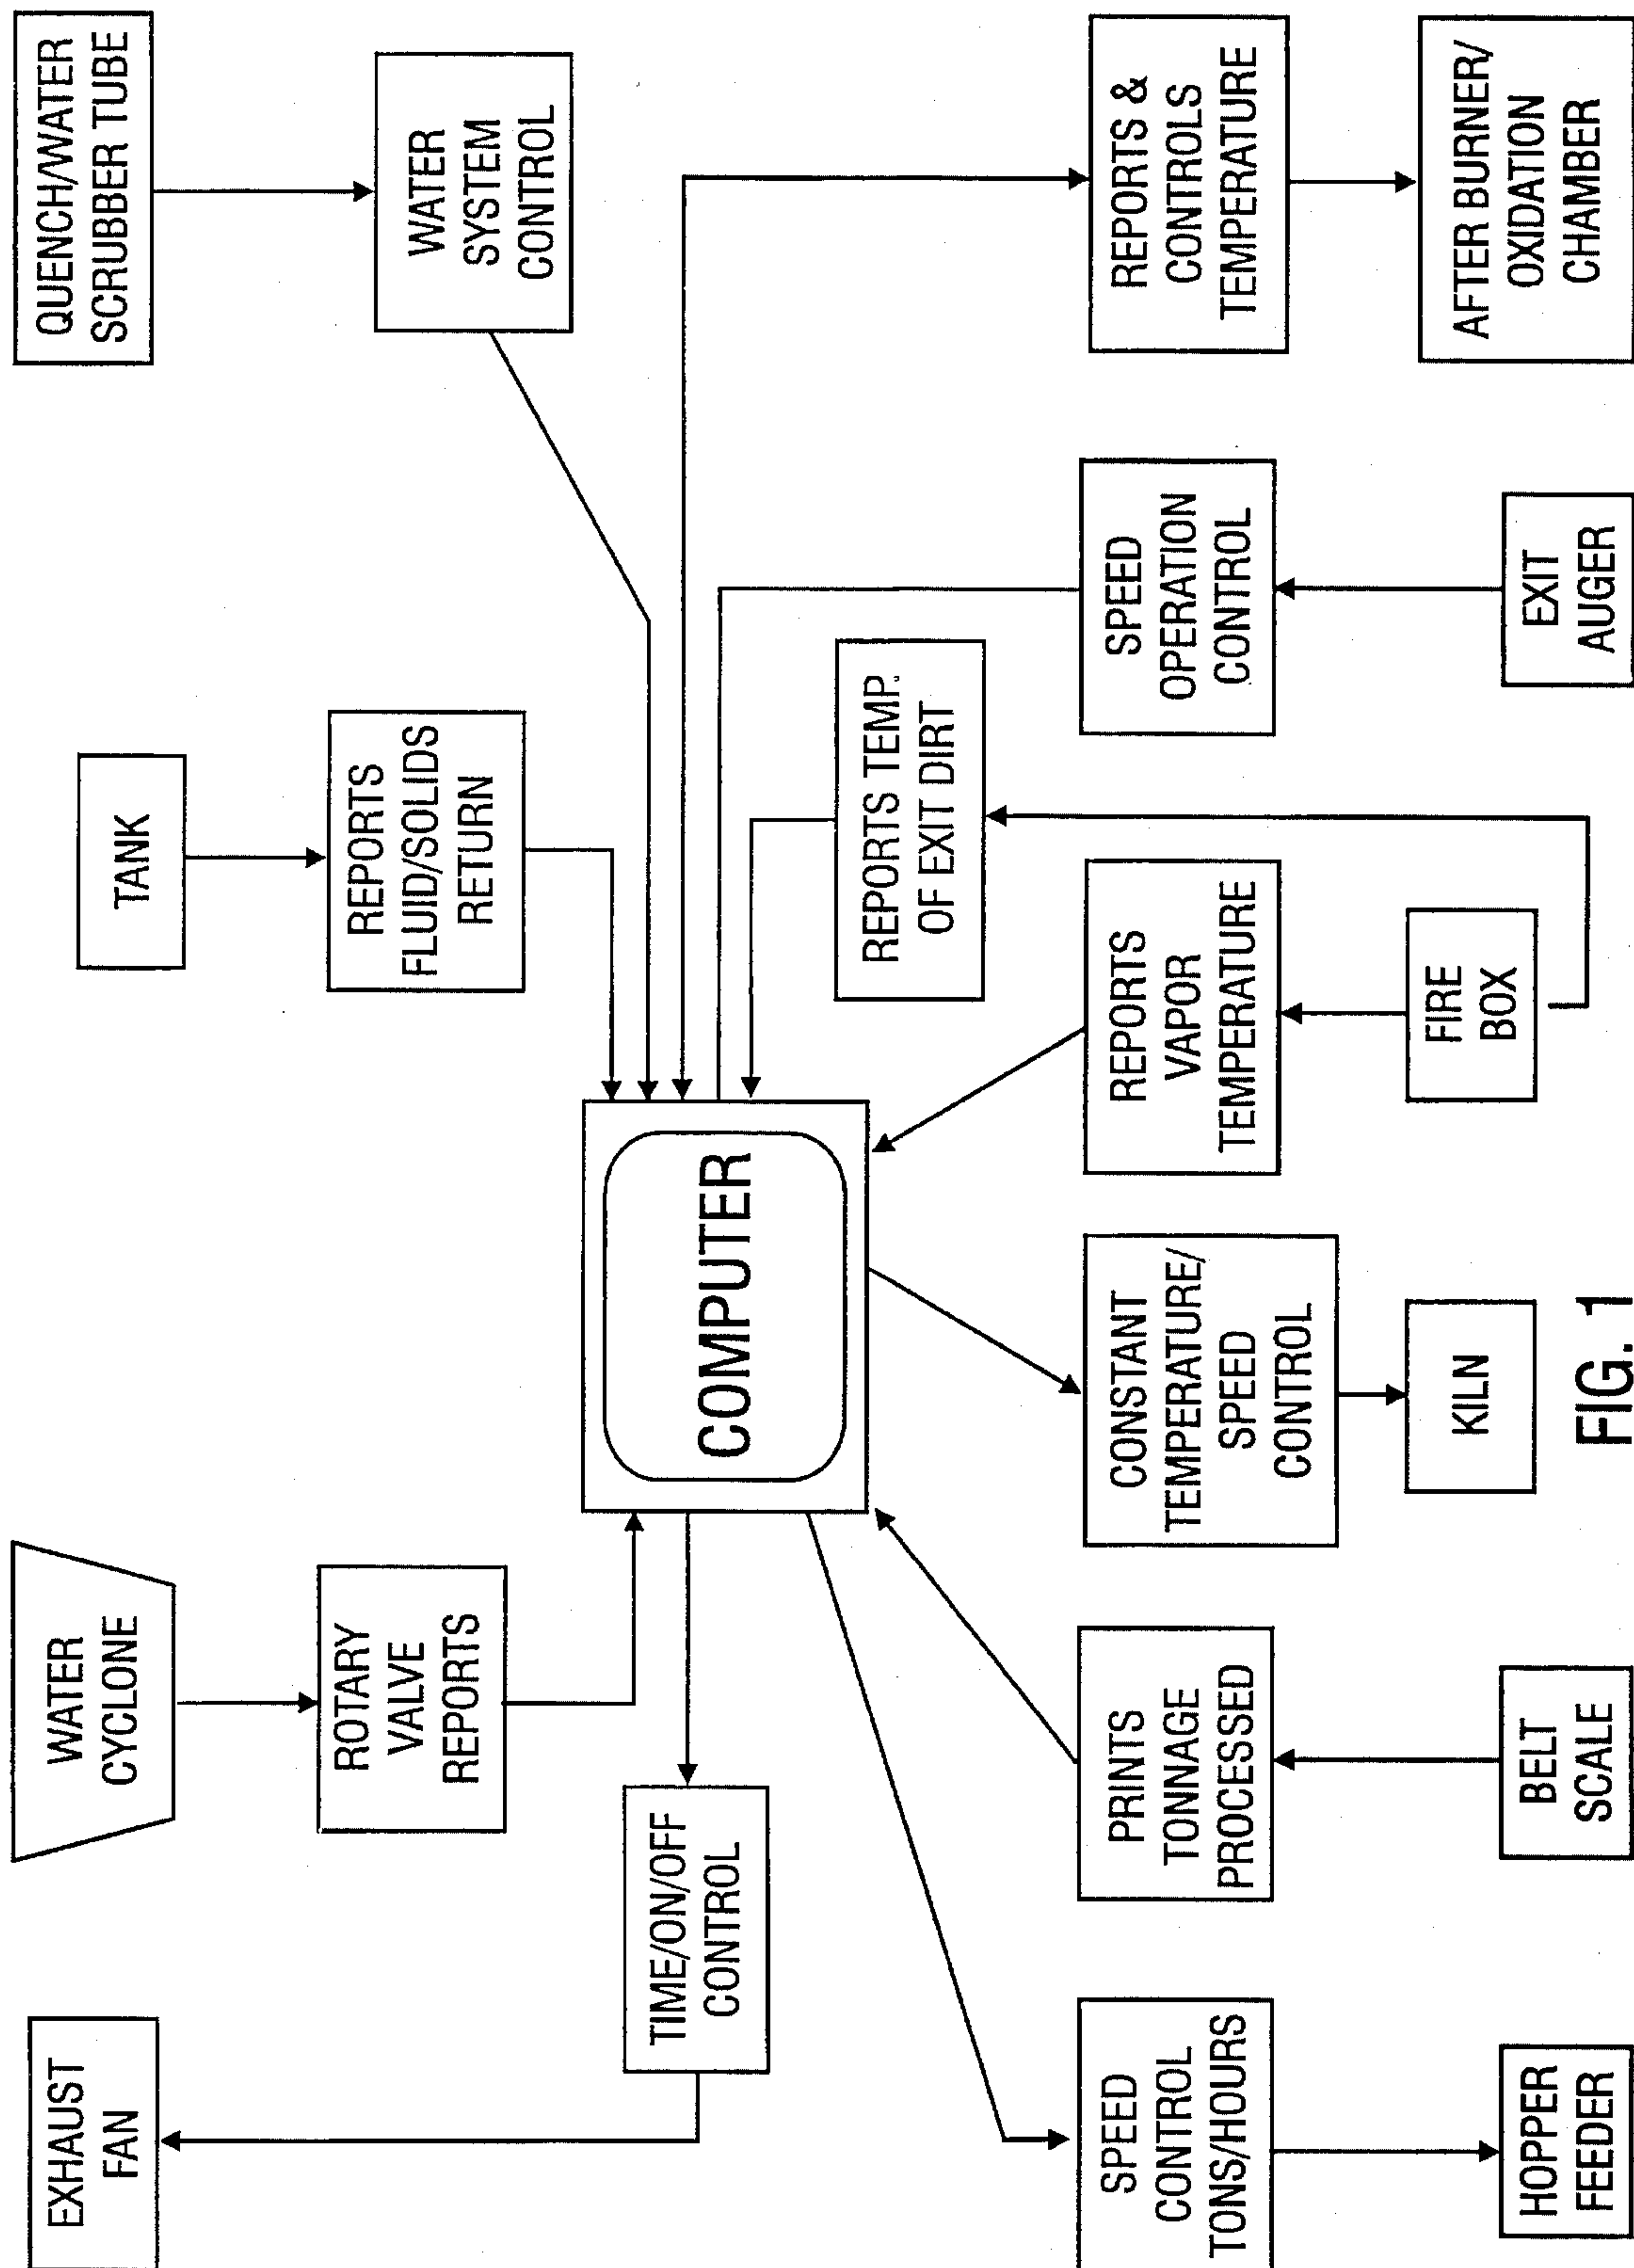 EXHAUST
FAN
WATER
CYCLONE
TANK
QUENCH/WATER
SCRUBBER TUBE
ROTARY
VALVE
REPORTS
REPORTS
FLUID/SOLIDS
RETURN
WATER
SYSTEM
CONTROL
TIME/ON/OFF
CONTROL
COMPUTER
REPORTS TEMP.
OF EXIT DIRT
SPEED
CONTROL
TONS/HOURS
PRINTS
TONNAGE
PROCESSED
CONSTANT
TEMPERATURE/
SPEED
CONTROL
REPORTS
VAPOR
TEMPERATURE
SPEED
OPERATION
CONTROL
REPORTS &
CONTROLS
TEMPERATURE
HOPPER
FEEDER
BELT
SCALE
KILN
FIRE
BOX
EXIT
AUGER
AFTER BURNER/
OXIDATION
CHAMBER
FIG. 1